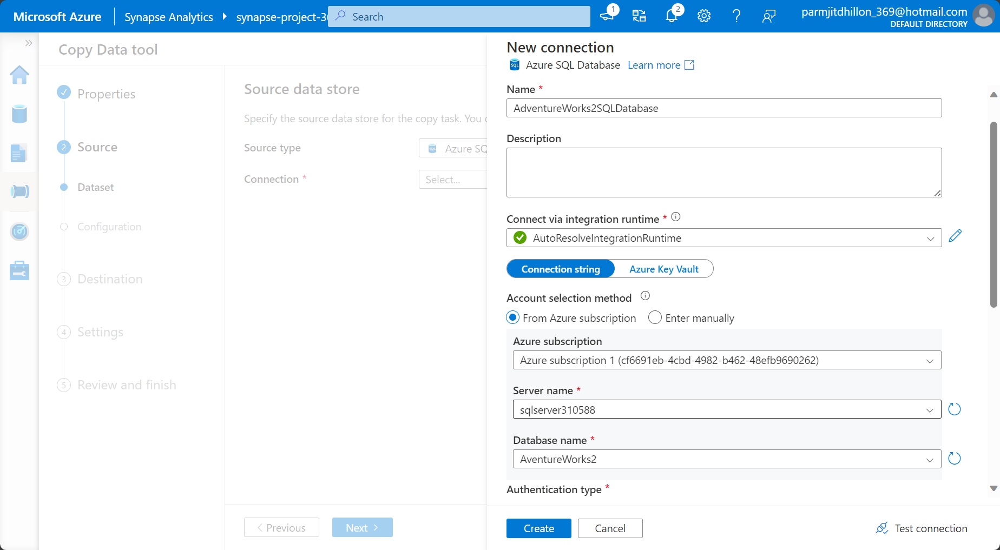 Microsoft Azure
Synapse Analytics
synapse-project-3
Search
1
2
parmjitdhillon_369@hotmail.com
DEFAULT DIRECTORY
Copy Data tool
Properties
2
Source
Dataset
Configuration
3
Destination
4
Settings
5
Review and finish
Source data store
Specify the source data store for the copy task. You
Source type
SQL
Azure SQ
Connection *
Select...
Previous
Next
New connection
SQL
Azure SQL Database
Learn more
Name *
AdventureWorks2SQLDatabase
Description
Connect via integration runtime *
AutoResolveIntegrationRuntime
Connection string
Azure Key Vault
Account selection method
From Azure subscription
Enter manually
Azure subscription
Azure subscription 1 (cf6691eb-4cbd-4982-b462-48efb9690262)
Server name *
sqlserver310588
Database name *
AventureWorks2
Authentication type *
Create
Cancel
Test connection